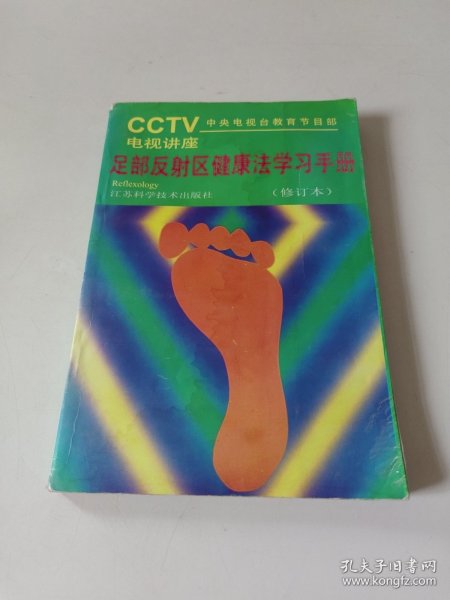 CCTV 中央电视台教育节目部
电视讲座
足部反射区健康法学习手册
Reflexology
江苏科学技术出版社 （修订本）
孔夫子旧书网
www.kongfz.com